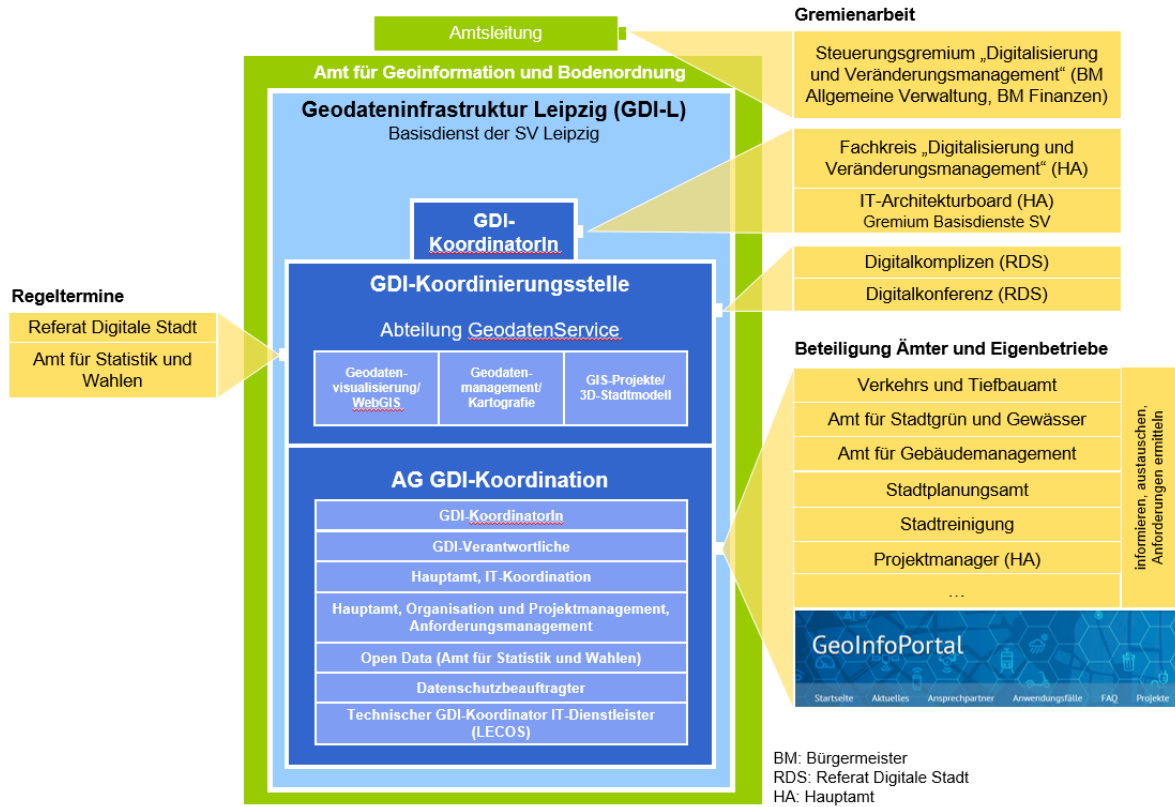 Amtsleitung
Amt für Geoinformation und Bodenordnung
Geodateninfrastruktur Leipzig (GDI-L)
Basisdienst der SV Leipzig
GDI-
KoordinatorIn
GDI-Koordinierungsstelle
Abteilung GeodatenService
Geodaten-
visualisierung/
WebGIS
Geodaten-
management/
Kartografie
GIS-Projekte/
3D-Stadtmodell
AG GDI-Koordination
GDI-KoordinatorIn
GDI-Verantwortliche
Hauptamt, IT-Koordination
Hauptamt, Organisation und Projektmanagement,
Anforderungsmanagement
Open Data (Amt für Statistik und Wahlen)
Datenschutzbeauftragter
Technischer GDI-Koordinator IT-Dienstleister
(LECOS)
Regeltermine
Referat Digitale Stadt
Amt für Statistik und
Wahlen
Gremienarbeit
Steuerungsgremium „Digitalisierung
und Veränderungsmanagement“ (BM
Allgemeine Verwaltung, BM Finanzen)
Fachkreis „Digitalisierung und
Veränderungsmanagement“ (HA)
IT-Architekturboard (HA)
Gremium Basisdienste SV
Digitalkomplizen (RDS)
Digitalkonferenz (RDS)
Beteiligung Ämter und Eigenbetriebe
Verkehrs und Tiefbauamt
Amt für Stadtgrün und Gewässer
Amt für Gebäudemanagement
Stadtplanungsamt
Stadtreinigung
Projektmanager (HA)
…
informieren, austauschen,
Anforderungen ermitteln
GeoInfoPortal
Startseite Aktuelles Ansprechpartner Anwendungsfälle FAQ Projekte
BM: Bürgermeister
RDS: Referat Digitale Stadt
HA: Hauptamt